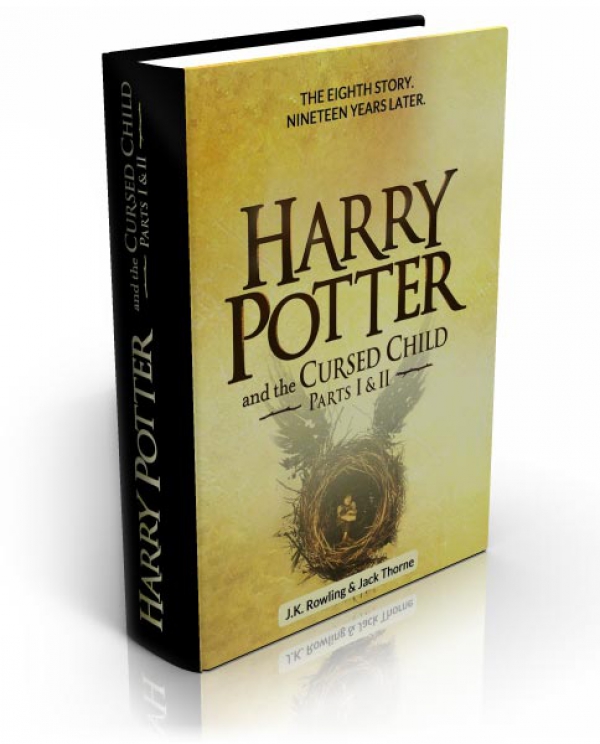 THE EIGHTH STORY.
NINETEEN YEARS LATER.
HARRY
POTTER
and the CURSED CHILD
PARTS I & II
J.K. Rowling & Jack Thorne
HARRY POTTER
and the CURSED CHILD
PARTS I & II